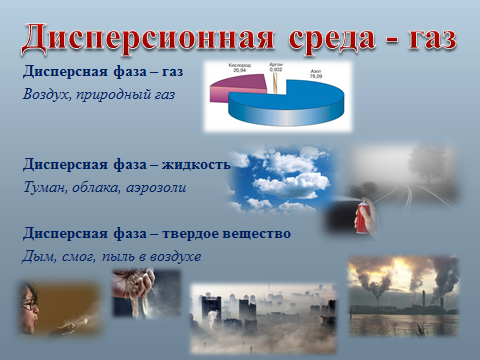 Дисперсионная среда - газ
Дисперсная фаза – газ
Воздух, природный газ
Кислород
20,94
Аргон
0,932
Азот
78,09
Дисперсная фаза – жидкость
Туман, облака, аэрозоли
Дисперсная фаза – твердое вещество
Дым, смог, пыль в воздухе